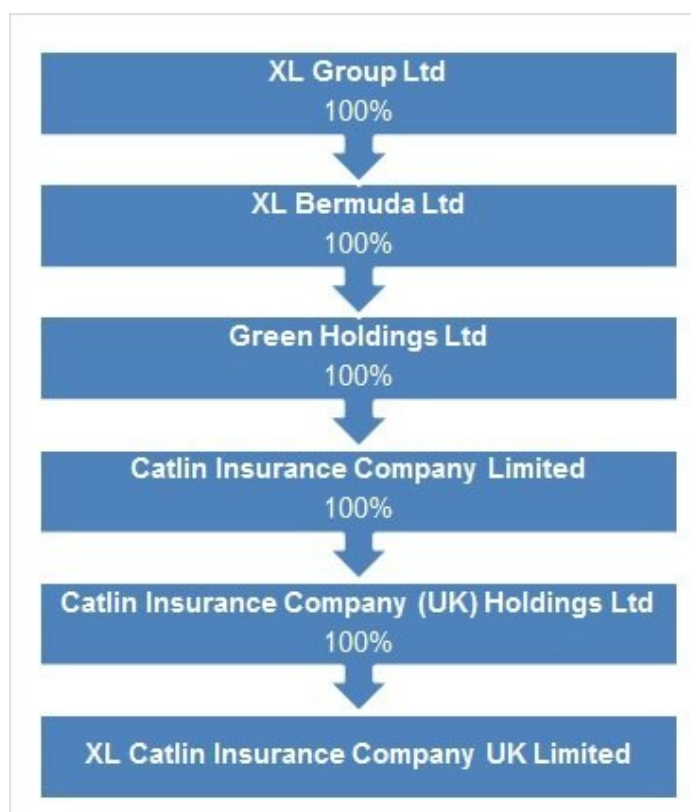 XL Group Ltd
100%
XL Bermuda Ltd
100%
Green Holdings Ltd
100%
Catlin Insurance Company Limited
100%
Catlin Insurance Company (UK) Holdings Ltd
100%
XL Catlin Insurance Company UK Limited